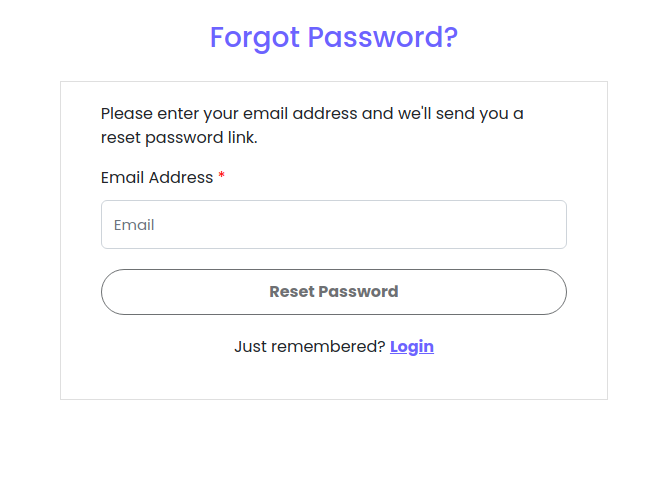 Forgot Password?
Please enter your email address and we'll send you a
reset password link.
Email Address *
Email
Reset Password
Just remembered? Login